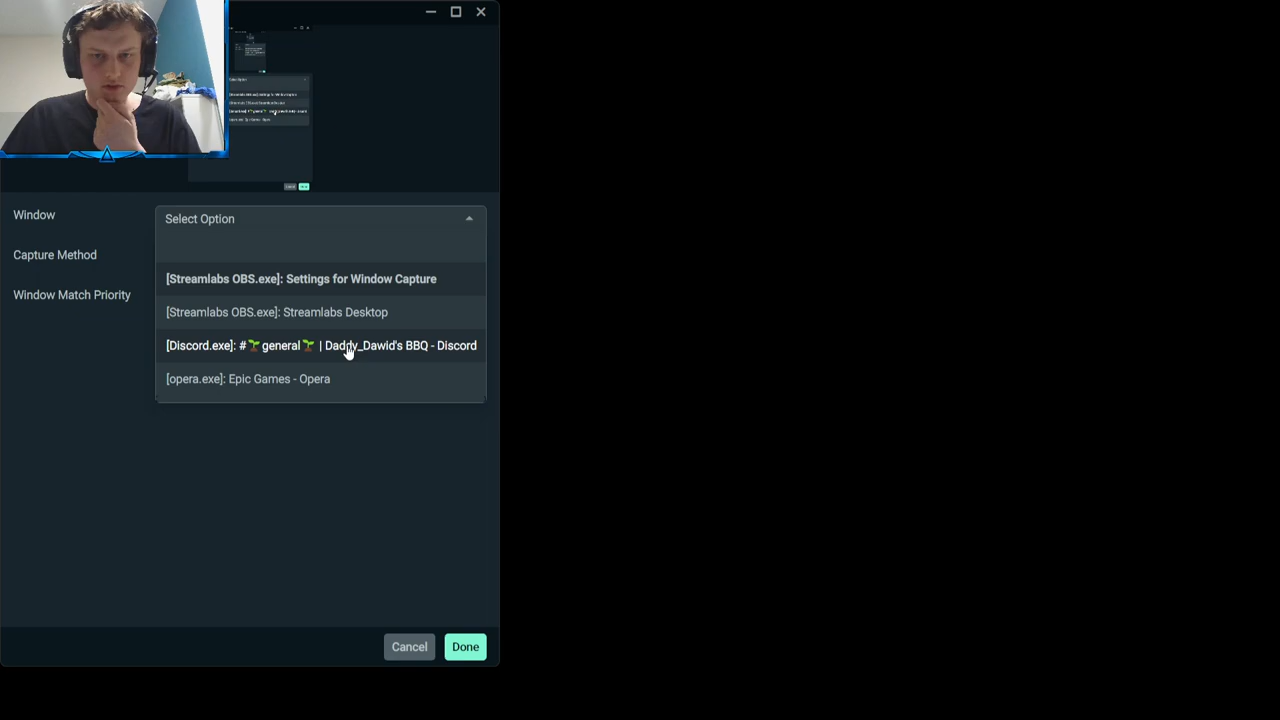 Window
Select Option
Capture Method
[Streamlabs OBS.exe]: Settings for Window Capture
Window Match Priority
[Streamlabs OBS.exe]: Streamlabs Desktop
[Discord.exe]: #🌱general🌱 | Daddy_Dawid's BBQ - Discord
[opera.exe]: Epic Games - Opera
Cancel
Done